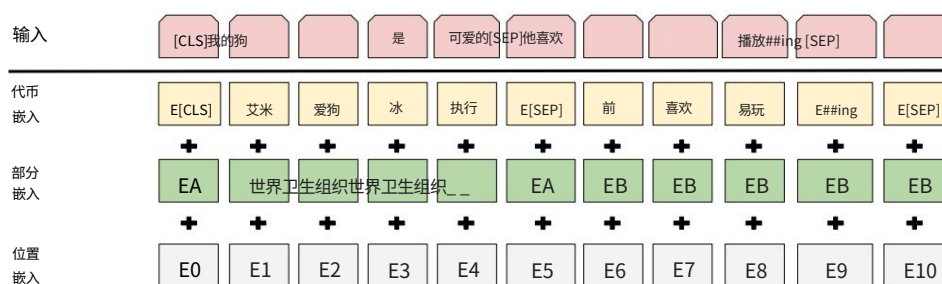 输入 [CLS]我的狗 是 可爱的[SEP]他喜欢 播放##ing [SEP]
代币
嵌入
E[CLS] 艾米 爱狗 冰 执行 E[SEP] 前 喜欢 易玩 E##ing E[SEP]
部分
嵌入
EA 世界卫生组织世界卫生组织_ _ EA EB EB EB EB EB
位置
嵌入
E0 E1 E2 E3 E4 E5 E6 E7 E8 E9 E10